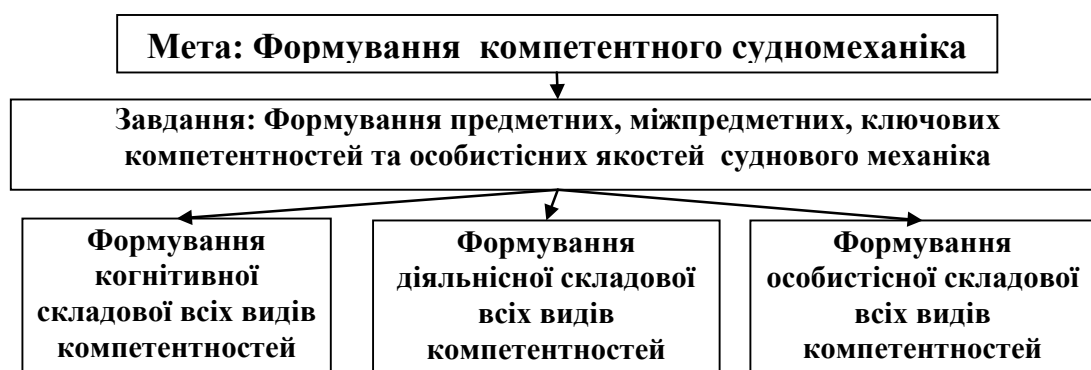 Мета: Формування компетентного судномеханіка
Завдання: Формування предметних, міжпредметних, ключових
компетентностей та особистісних якостей суднового механіка
Формування
когнітивної
складової всіх видів
компетентностей
Формування
діяльнісної складової
всіх видів
компетентностей
Формування
особистісної складової
всіх видів
компетентностей